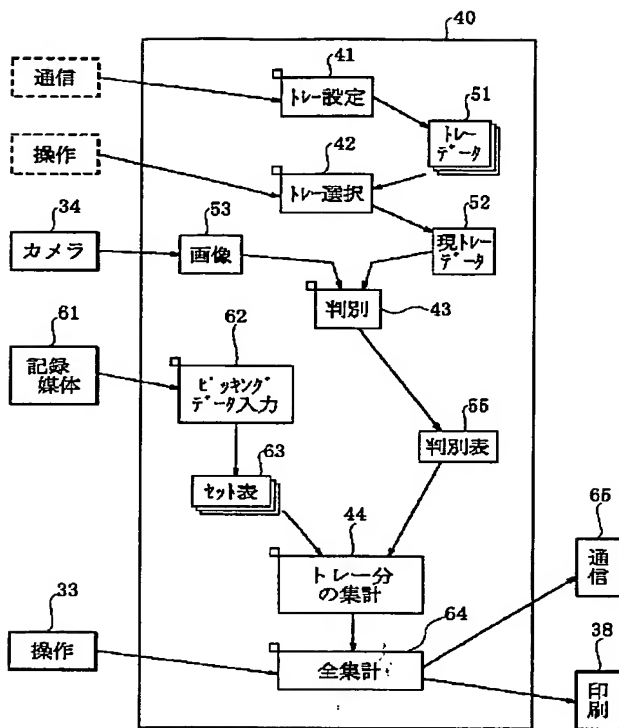 40
通信
41
トレー設定
51
トレー
データ
操作
42
トレー選択
52
現トレー
データ
34
カメラ
53
画像
判別
43
61
記録
媒体
62
ピッキング
データ入力
55
判別表
63
セット表
44
トレー分
の集計
65
通信
33
操作
64
全集計
38
印刷